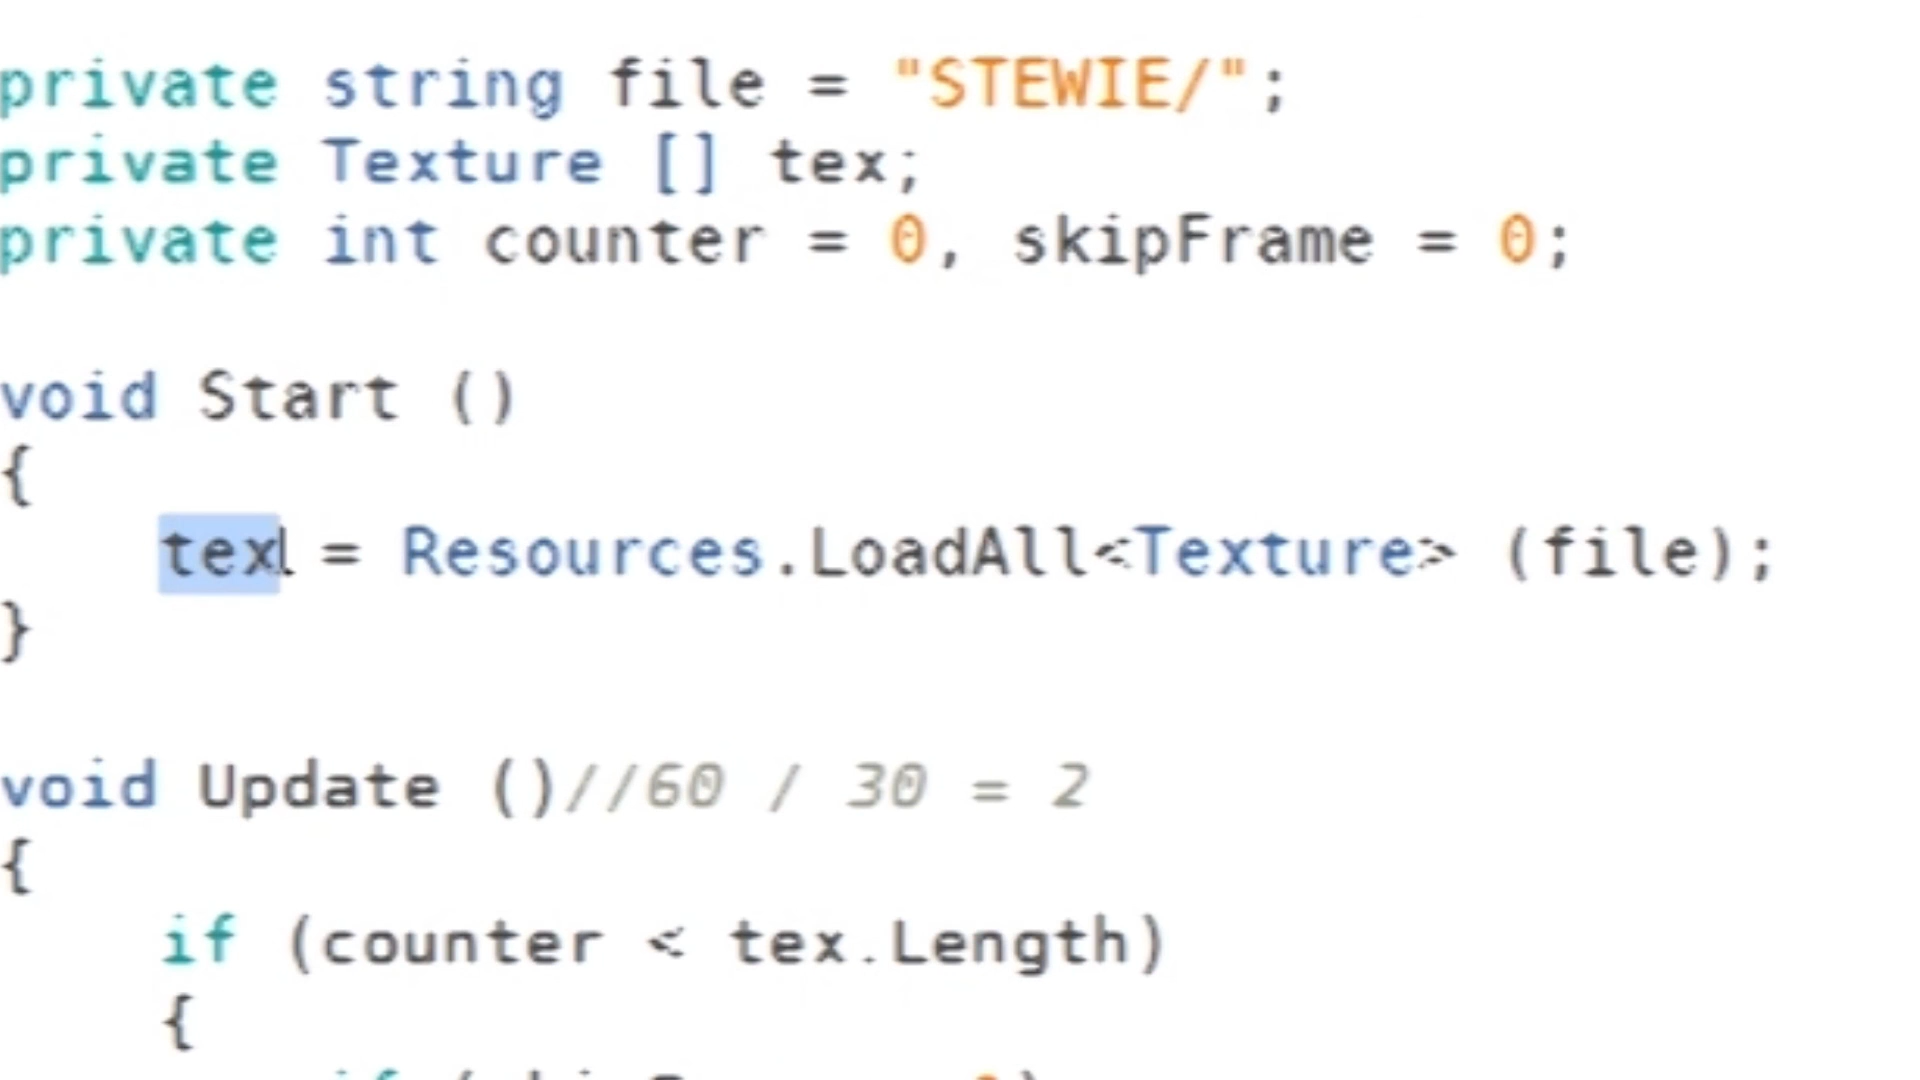 private string file = "STEWIE/";
private Texture [] tex;
private int counter = 0, skipFrame = 0;
void Start ()
{
tex = Resources.LoadAll<Texture> (file);
}
void Update ()//60 / 30 = 2
{
if (counter < tex.Length)
{
if